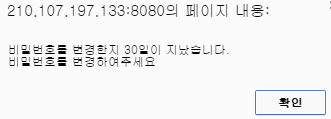 210.107.197.133:8080의 페이지 내용:
비밀번호를 변경한지 30일이 지났습니다.
비밀번호를 변경하여주세요
확인